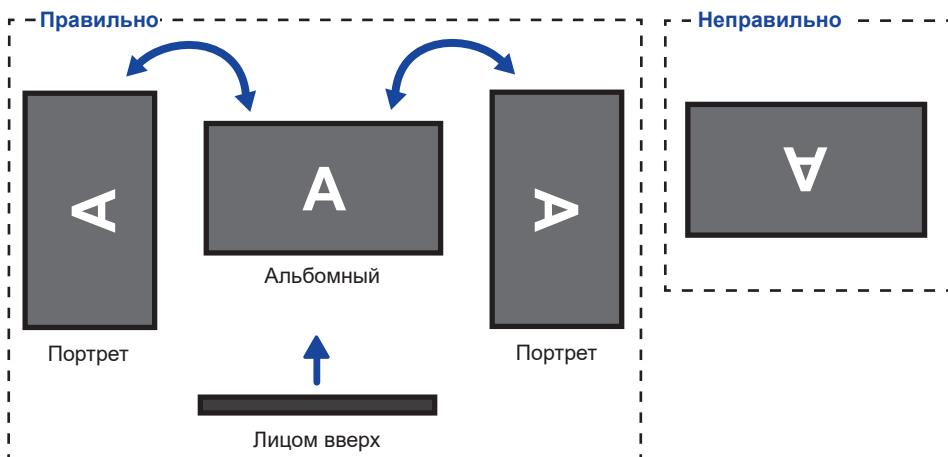 Правильно
Неправильно
A
A
A
A
Альбомный
Портрет
Портрет
Лицом вверх